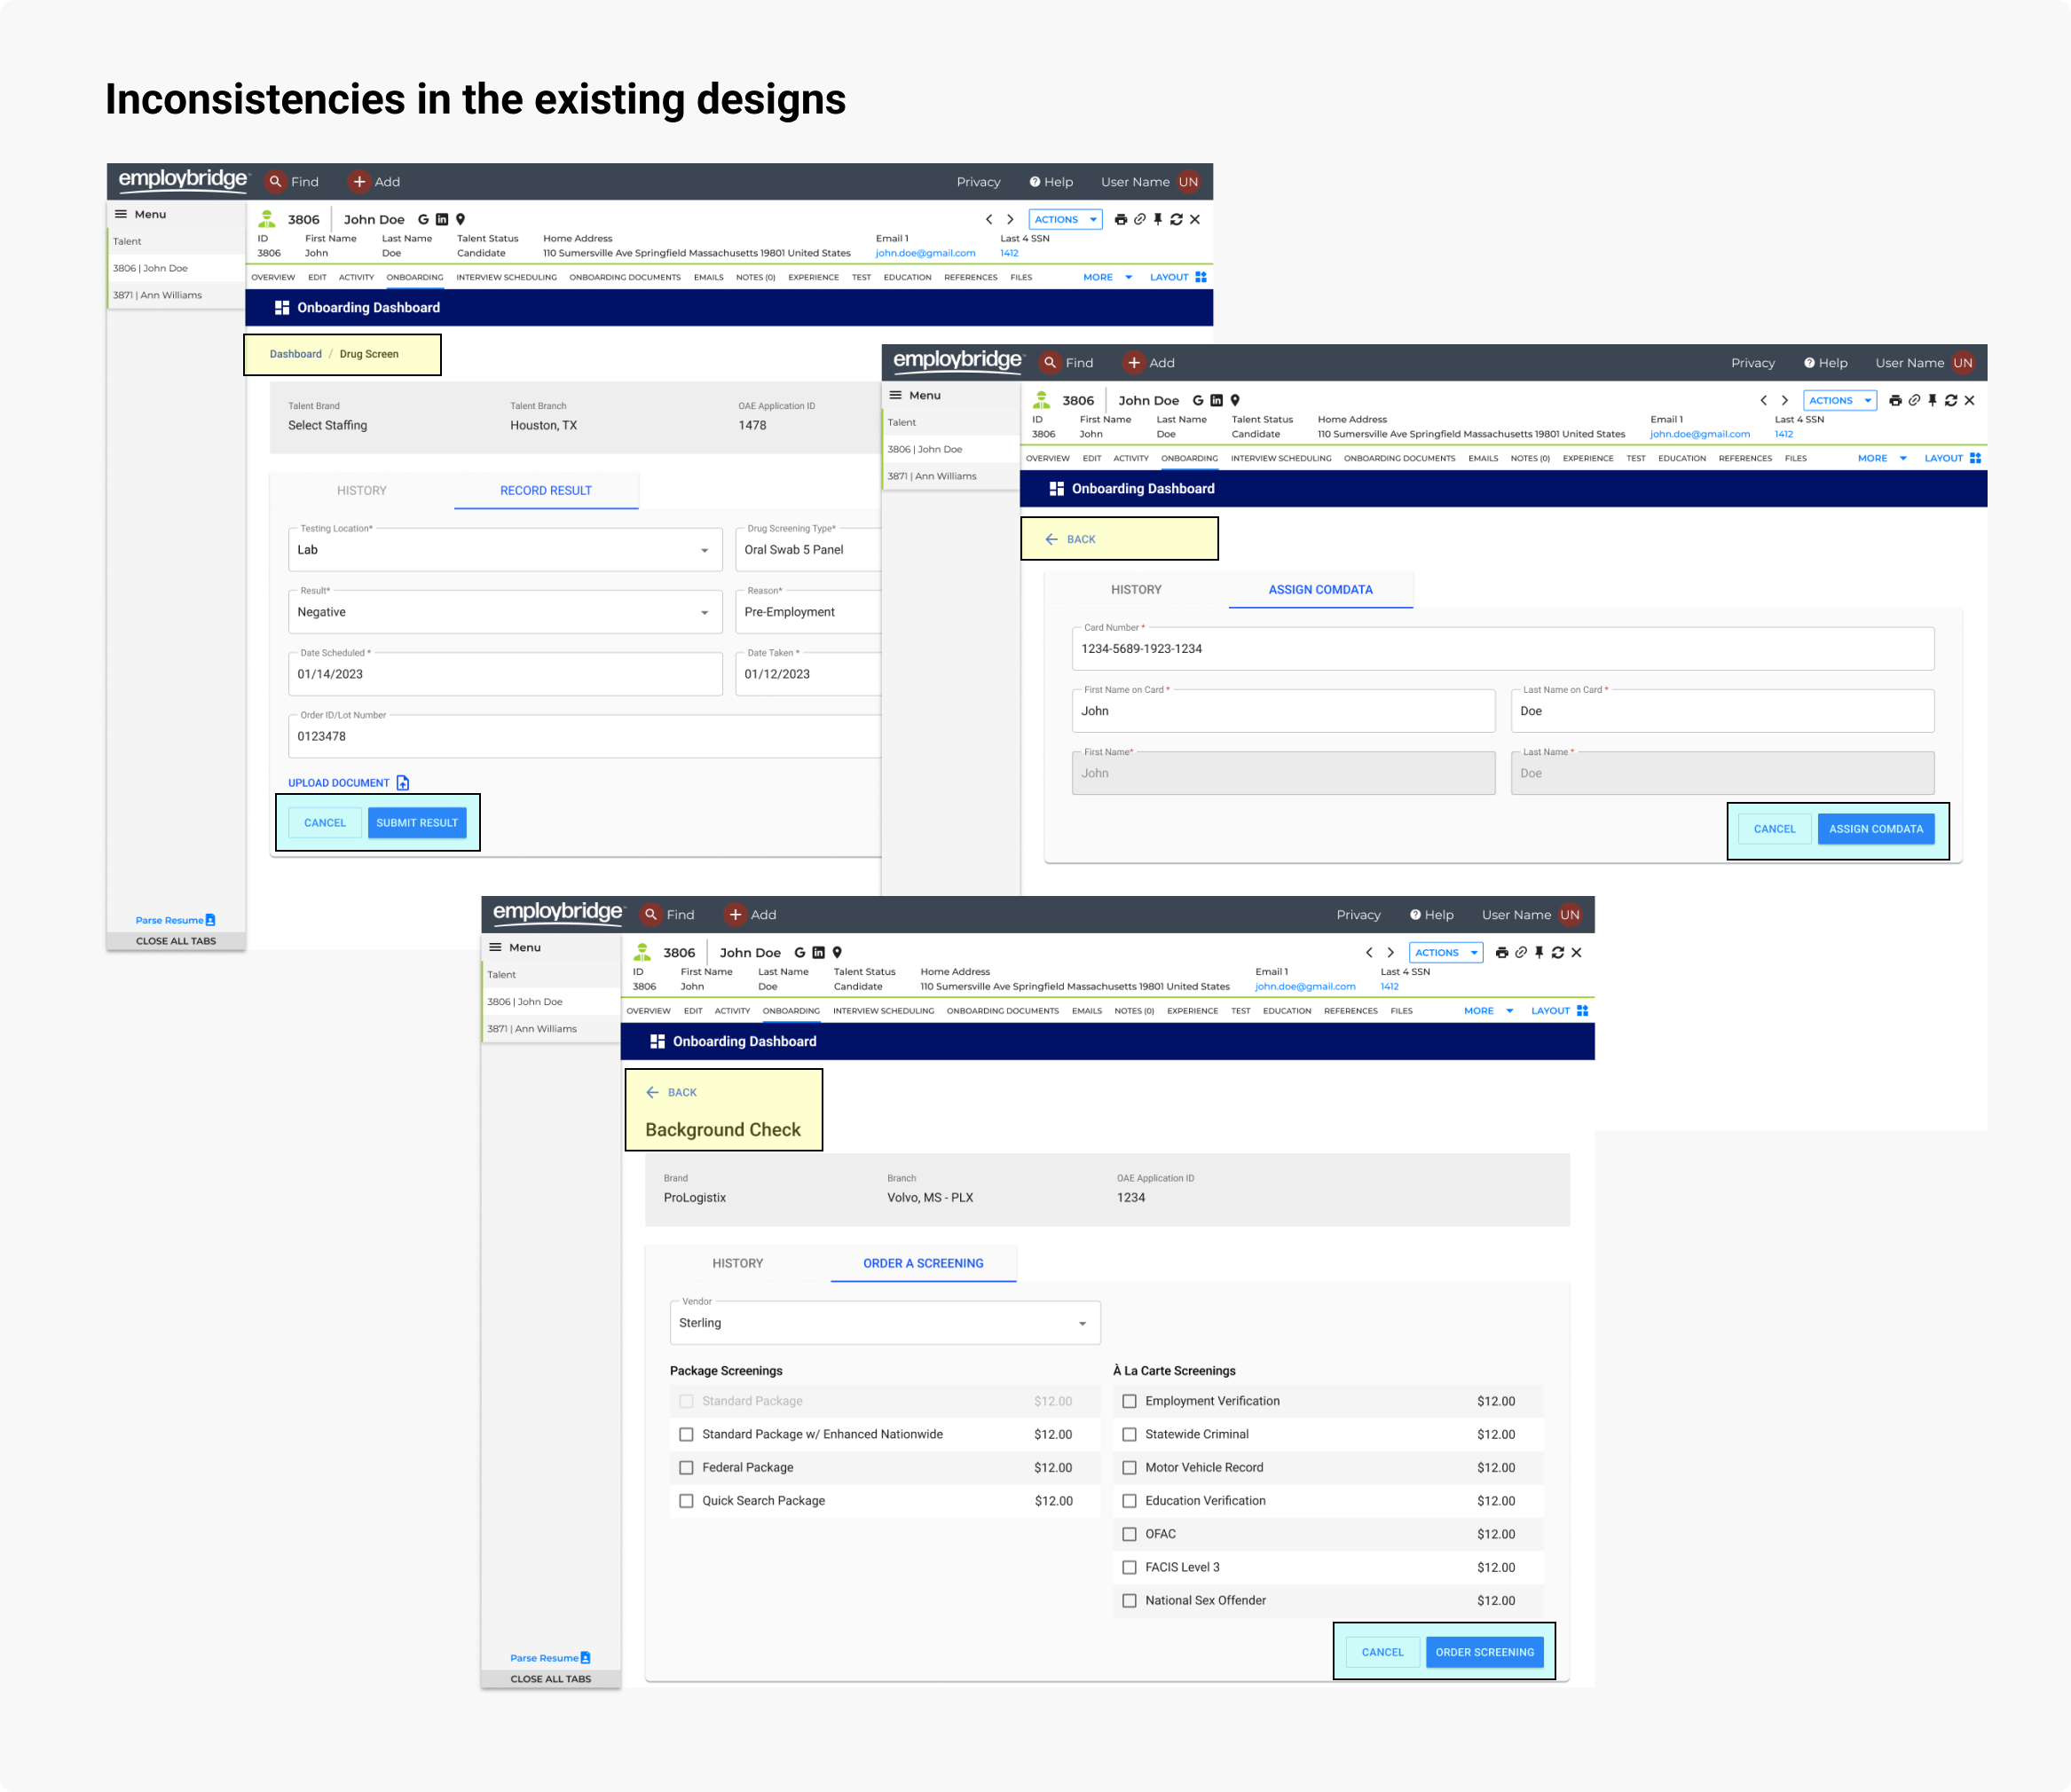 Inconsistencies in the existing designs
employbridge Find Add Privacy Help User Name UN
Menu
Talent
3806 | John Doe
3871 | Ann Williams
3806 John Doe ACTIONS
ID First Name Last Name Talent Status Home Address Email 1 Last 4 SSN
3806 John Doe Candidate 110 Sumersville Ave Springfield Massachusetts 19801 United States john.doe@gmail.com 1412
OVERVIEW EDIT ACTIVITY ONBOARDING INTERVIEW SCHEDULING ONBOARDING DOCUMENTS EMAILS NOTES (0) EXPERIENCE TEST EDUCATION REFERENCES FILES MORE LAYOUT
Onboarding Dashboard
Dashboard / Drug Screen
Talent Brand Talent Branch OAE Application ID
Select Staffing Houston, TX 1478
HISTORY RECORD RESULT
Testing Location* Drug Screening Type*
Lab Oral Swab 5 Panel
Result* Reason*
Negative Pre-Employment
Date Scheduled * Date Taken *
01/14/2023 01/12/2023
Order ID/Lot Number
0123478
UPLOAD DOCUMENT
CANCEL SUBMIT RESULT
Parse Resume
CLOSE ALL TABS
employbridge Find Add Privacy Help User Name UN
Menu
Talent
3806 | John Doe
3871 | Ann Williams
3806 John Doe ACTIONS
ID First Name Last Name Talent Status Home Address Email 1 Last 4 SSN
3806 John Doe Candidate 110 Sumersville Ave Springfield Massachusetts 19801 United States john.doe@gmail.com 1412
OVERVIEW EDIT ACTIVITY ONBOARDING INTERVIEW SCHEDULING ONBOARDING DOCUMENTS EMAILS NOTES (0) EXPERIENCE TEST EDUCATION REFERENCES FILES MORE LAYOUT
Onboarding Dashboard
BACK
HISTORY ASSIGN COMDATA
Card Number *
1234-5689-1923-1234
First Name on Card * Last Name on Card *
John Doe
First Name* Last Name *
John Doe
CANCEL ASSIGN COMDATA
employbridge Find Add Privacy Help User Name UN
Menu
Talent
3806 | John Doe
3871 | Ann Williams
3806 John Doe ACTIONS
ID First Name Last Name Talent Status Home Address Email 1 Last 4 SSN
3806 John Doe Candidate 110 Sumersville Ave Springfield Massachusetts 19801 United States john.doe@gmail.com 1412
OVERVIEW EDIT ACTIVITY ONBOARDING INTERVIEW SCHEDULING ONBOARDING DOCUMENTS EMAILS NOTES (0) EXPERIENCE TEST EDUCATION REFERENCES FILES MORE LAYOUT
Onboarding Dashboard
BACK
Background Check
Brand Branch OAE Application ID
ProLogistix Volvo, MS - PLX 1234
HISTORY ORDER A SCREENING
Vendor
Sterling
Package Screenings
Standard Package $12.00
Standard Package w/ Enhanced Nationwide $12.00
Federal Package $12.00
Quick Search Package $12.00
À La Carte Screenings
Employment Verification $12.00
Statewide Criminal $12.00
Motor Vehicle Record $12.00
Education Verification $12.00
OFAC $12.00
FACIS Level 3 $12.00
National Sex Offender $12.00
CANCEL ORDER SCREENING
Parse Resume
CLOSE ALL TABS